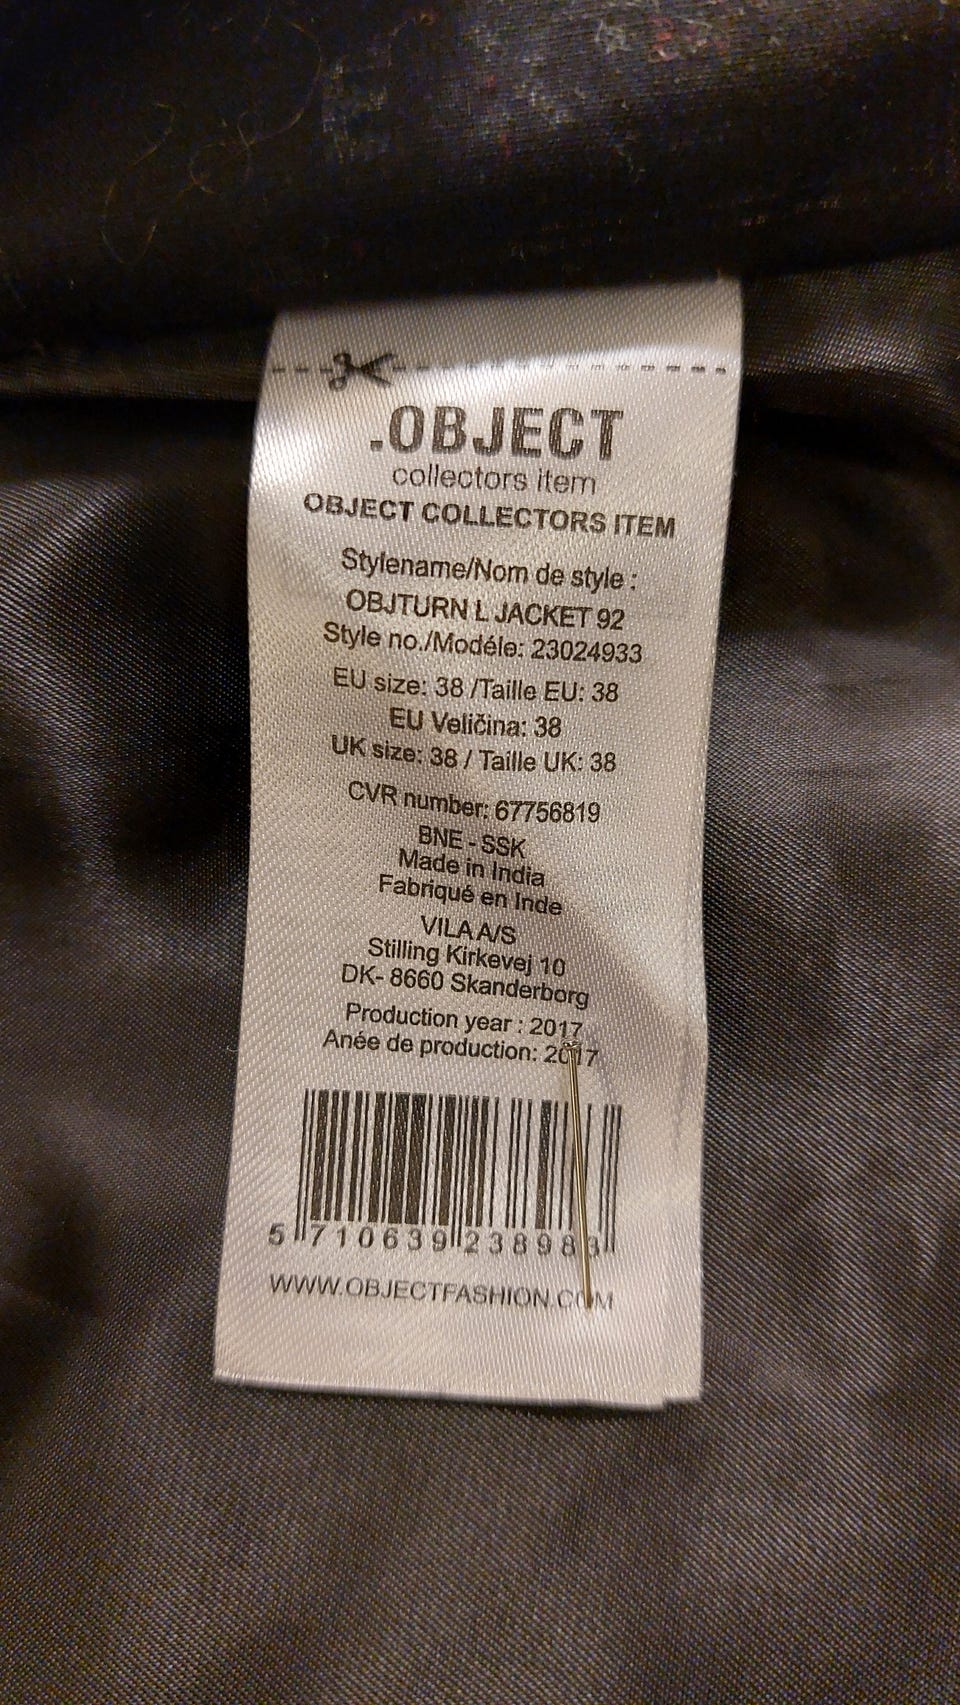 .OBJECT
collectors item
OBJECT COLLECTORS ITEM
Stylename/Nom de style :
OBJTURN L JACKET 92
Style no./Modéle: 23024933
EU size: 38 /Taille EU: 38
EU Veličina: 38
UK size: 38 / Taille UK: 38
CVR number: 67756819
BNE - SSK
Made in India
Fabriqué en Inde
VILA A/S
Stilling Kirkevej 10
DK- 8660 Skanderborg
Production year : 2017
Anée de production: 2017
5 710639 238983
WWW.OBJECTFASHION.COM